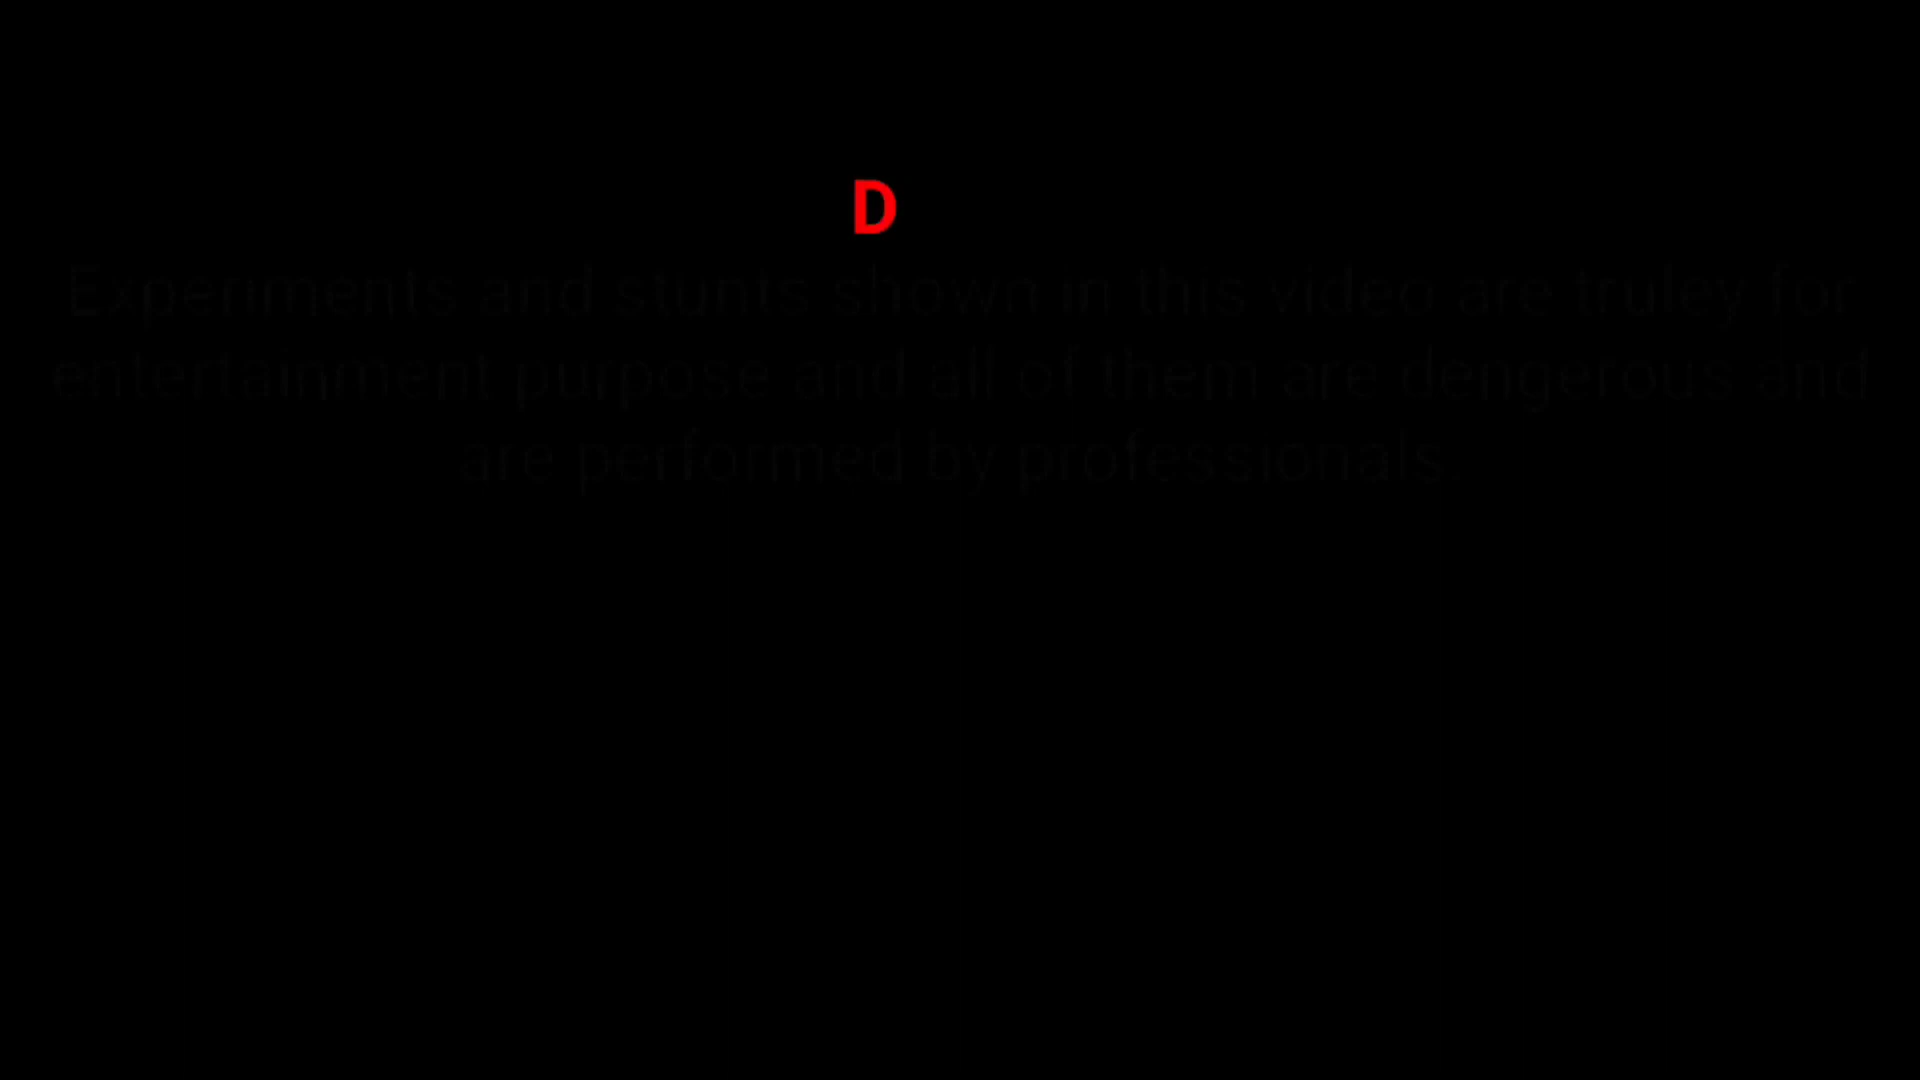 D
Experiments and stunts shown in this video are truley for
entertainment purpose and all of them are dengerous and
are performed by professionals.